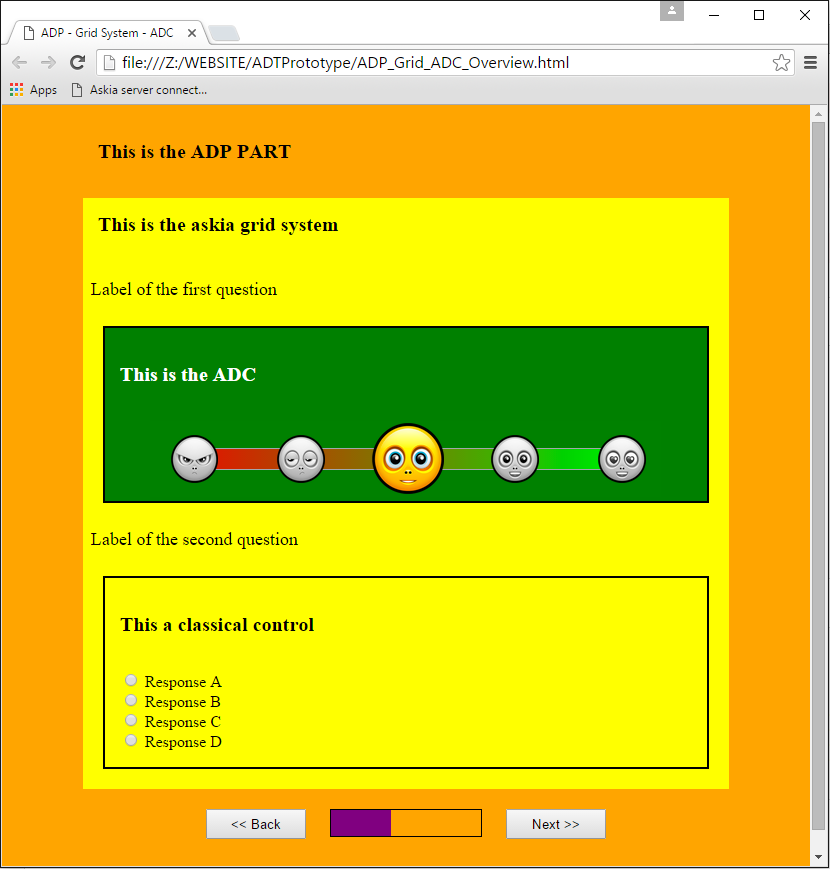 ADP - Grid System - ADC
file:///Z:/WEBSITE/ADTPrototype/ADP_Grid_ADC_Overview.html
Apps Askia server connect...
This is the ADP PART
This is the askia grid system
Label of the first question
This is the ADC
Label of the second question
This a classical control
Response A
Response B
Response C
Response D
<< Back Next >>